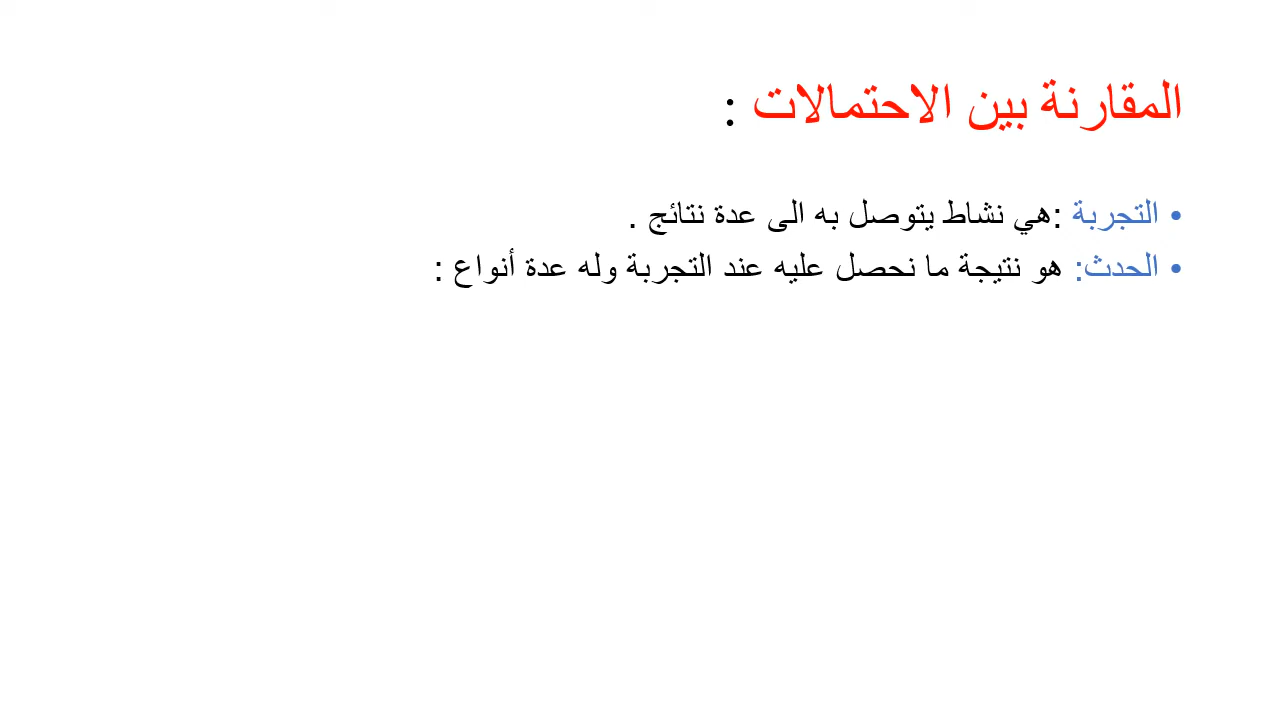 المقارنة بين الاحتمالات :
• التجربة :هي نشاط يتوصل به الى عدة نتائج .
• الحدث: هو نتيجة ما نحصل عليه عند التجربة وله عدة أنواع :